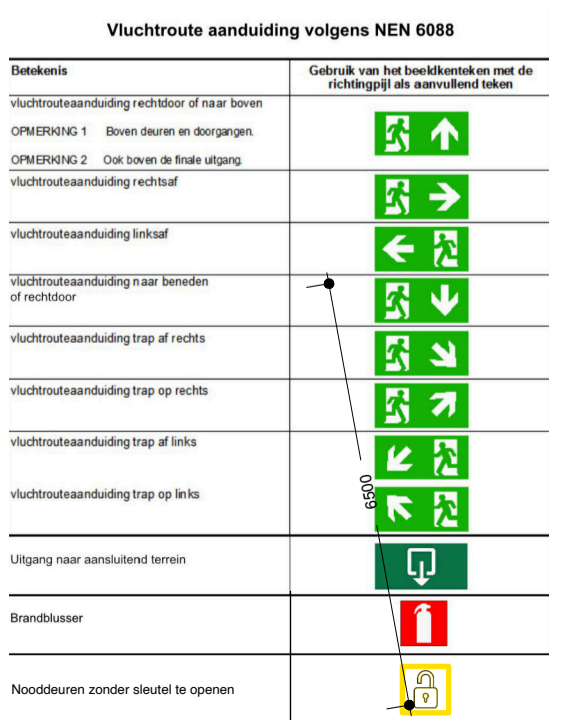 Vluchtroute aanduiding volgens NEN 6088
Betekenis
Gebruik van het beeldkenteken met de
richtingpijl als aanvullend teken
vluchtrouteaanduiding rechtdoor of naar boven
OPMERKING 1 Boven deuren en doorgangen.
OPMERKING 2 Ook boven de finale uitgang.
vluchtrouteaanduiding rechtsaf
vluchtrouteaanduiding linksaf
vluchtrouteaanduiding naar beneden
of rechtdoor
vluchtrouteaanduiding trap af rechts
vluchtrouteaanduiding trap op rechts
vluchtrouteaanduiding trap af links
vluchtrouteaanduiding trap op links
6500
Uitgang naar aansluitend terrein
Brandblusser
Nooddeuren zonder sleutel te openen